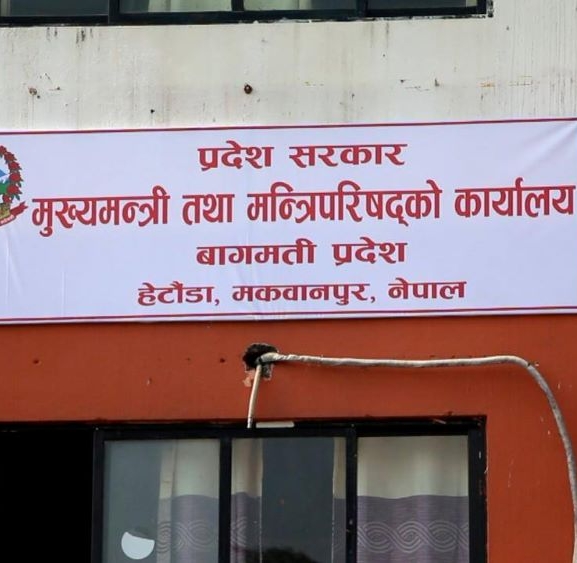 प्रदेश सरकार
मुख्यमन्त्री तथा मन्त्रिपरिषद्को कार्यालय
बागमती प्रदेश
हेटौंडा, मकवानपुर, नेपाल